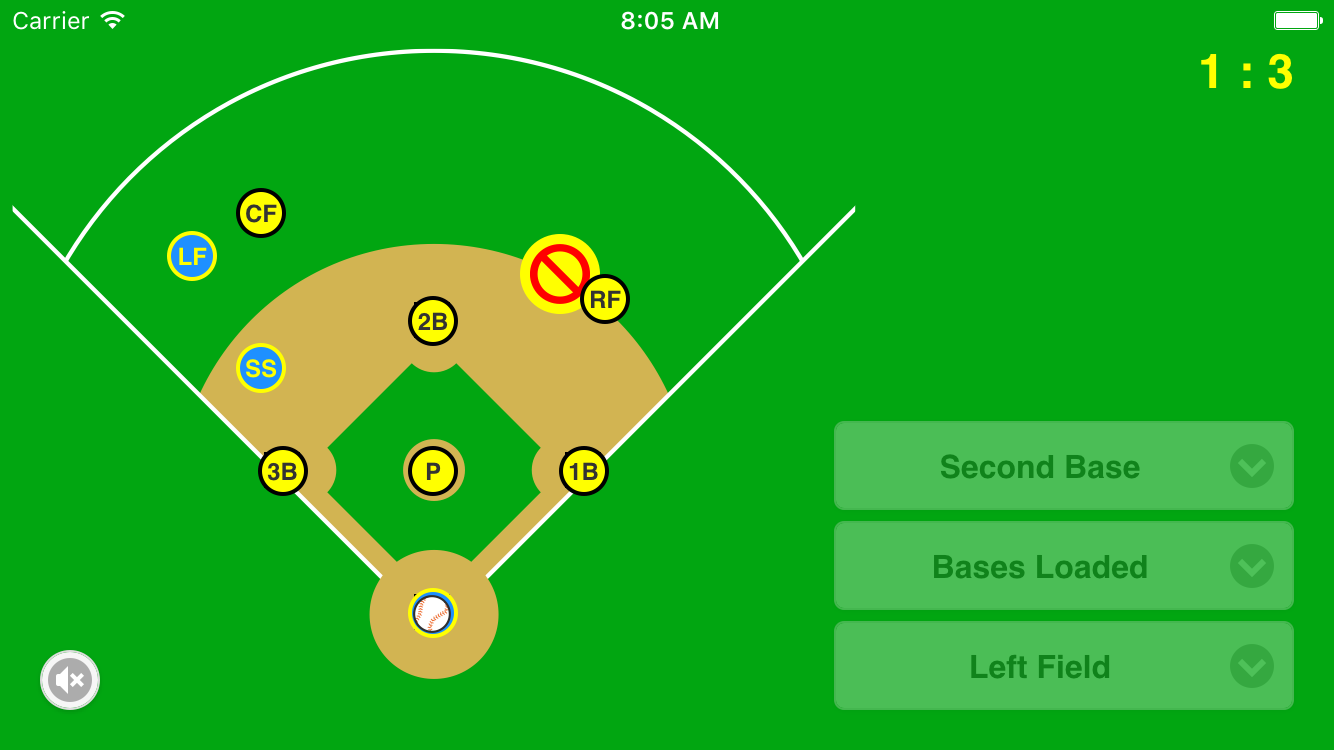 Carrier 8:05 AM
1 : 3
CF
LF
RF
2B
SS
3B P 1B
Second Base
Bases Loaded
Left Field